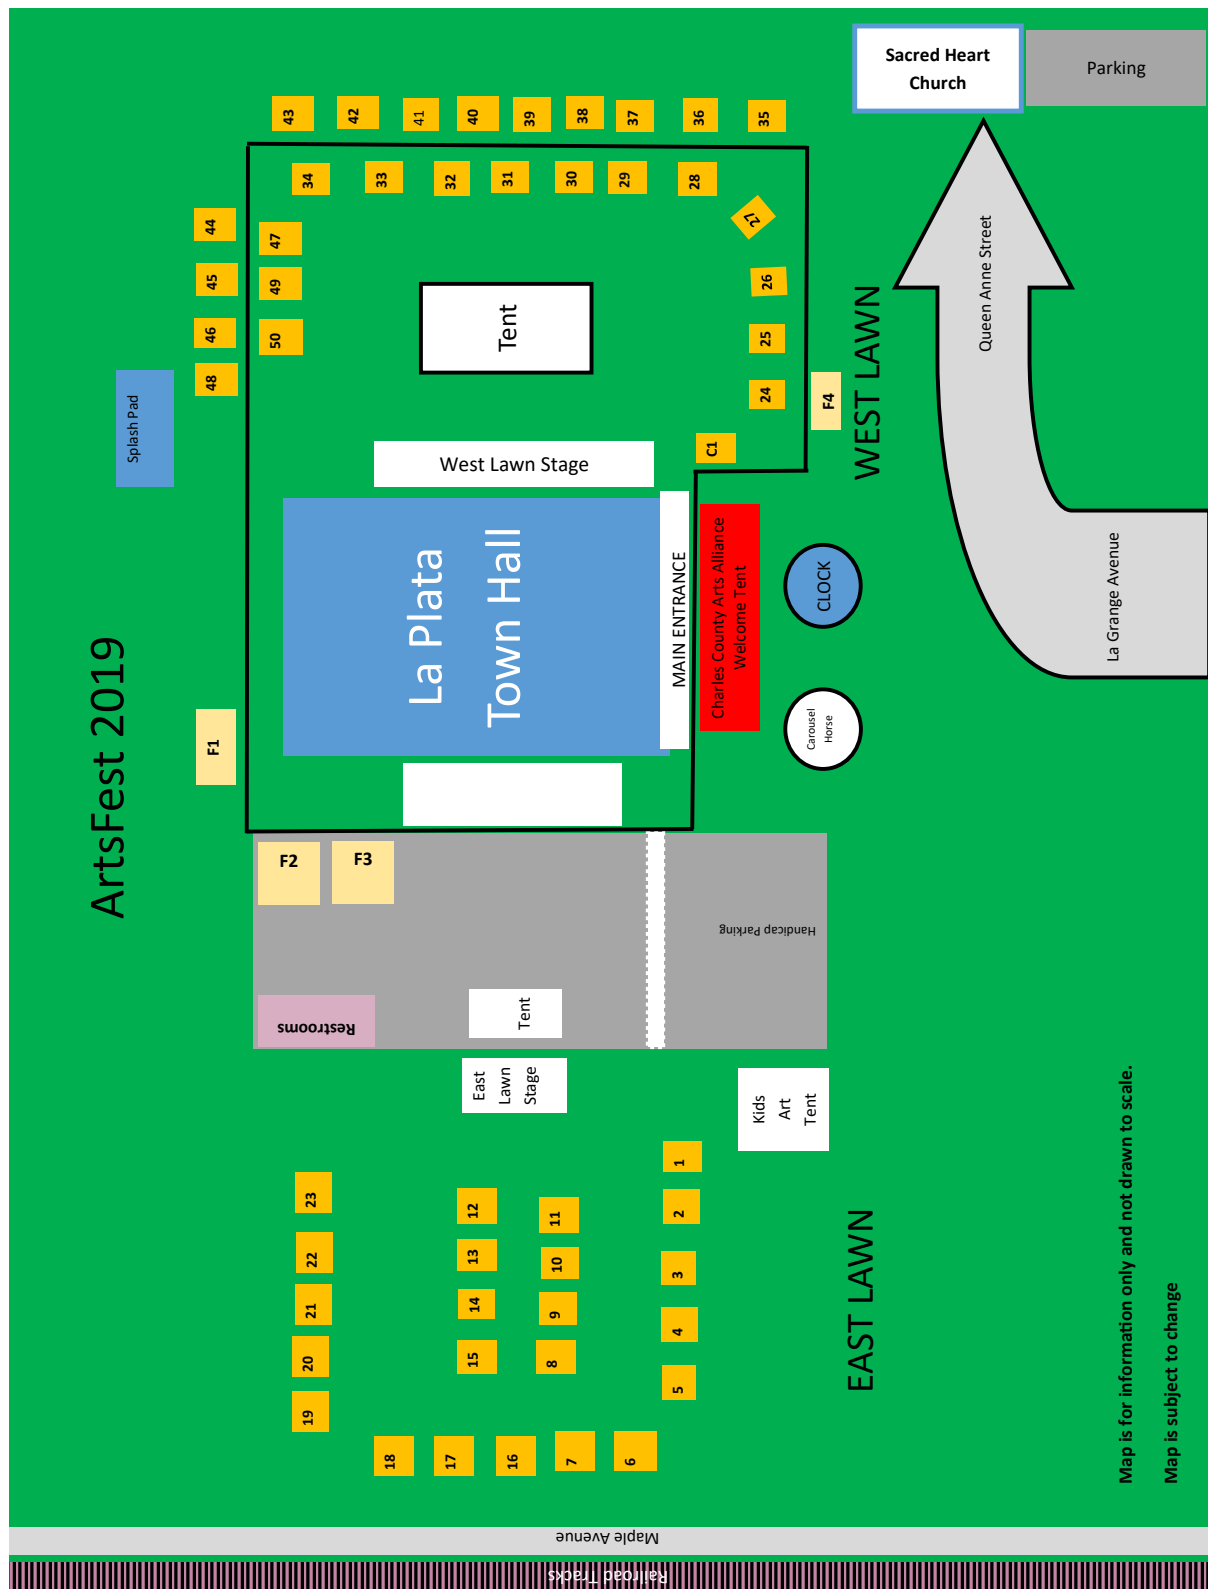 ArtsFest 2019
Sacred Heart
Church
Parking
Queen Anne Street
La Grange Avenue
43
42
41
40
39
38
37
36
35
34
33
32
31
30
29
28
27
26
25
24
C1
F4
44
45
46
48
47
49
50
Splash Pad
Tent
WEST LAWN
West Lawn Stage
La Plata
Town Hall
MAIN ENTRANCE
Charles County Arts Alliance
Welcome Tent
CLOCK
Carousel
Horse
F1
F2
F3
Handicap Parking
Restrooms
Tent
East
Lawn
Stage
Kids
Art
Tent
1
2
3
4
5
6
7
8
9
10
11
12
13
14
15
16
17
18
19
20
21
22
23
EAST LAWN
Map is for information only and not drawn to scale.
Map is subject to change
Maple Avenue
Railroad Tracks